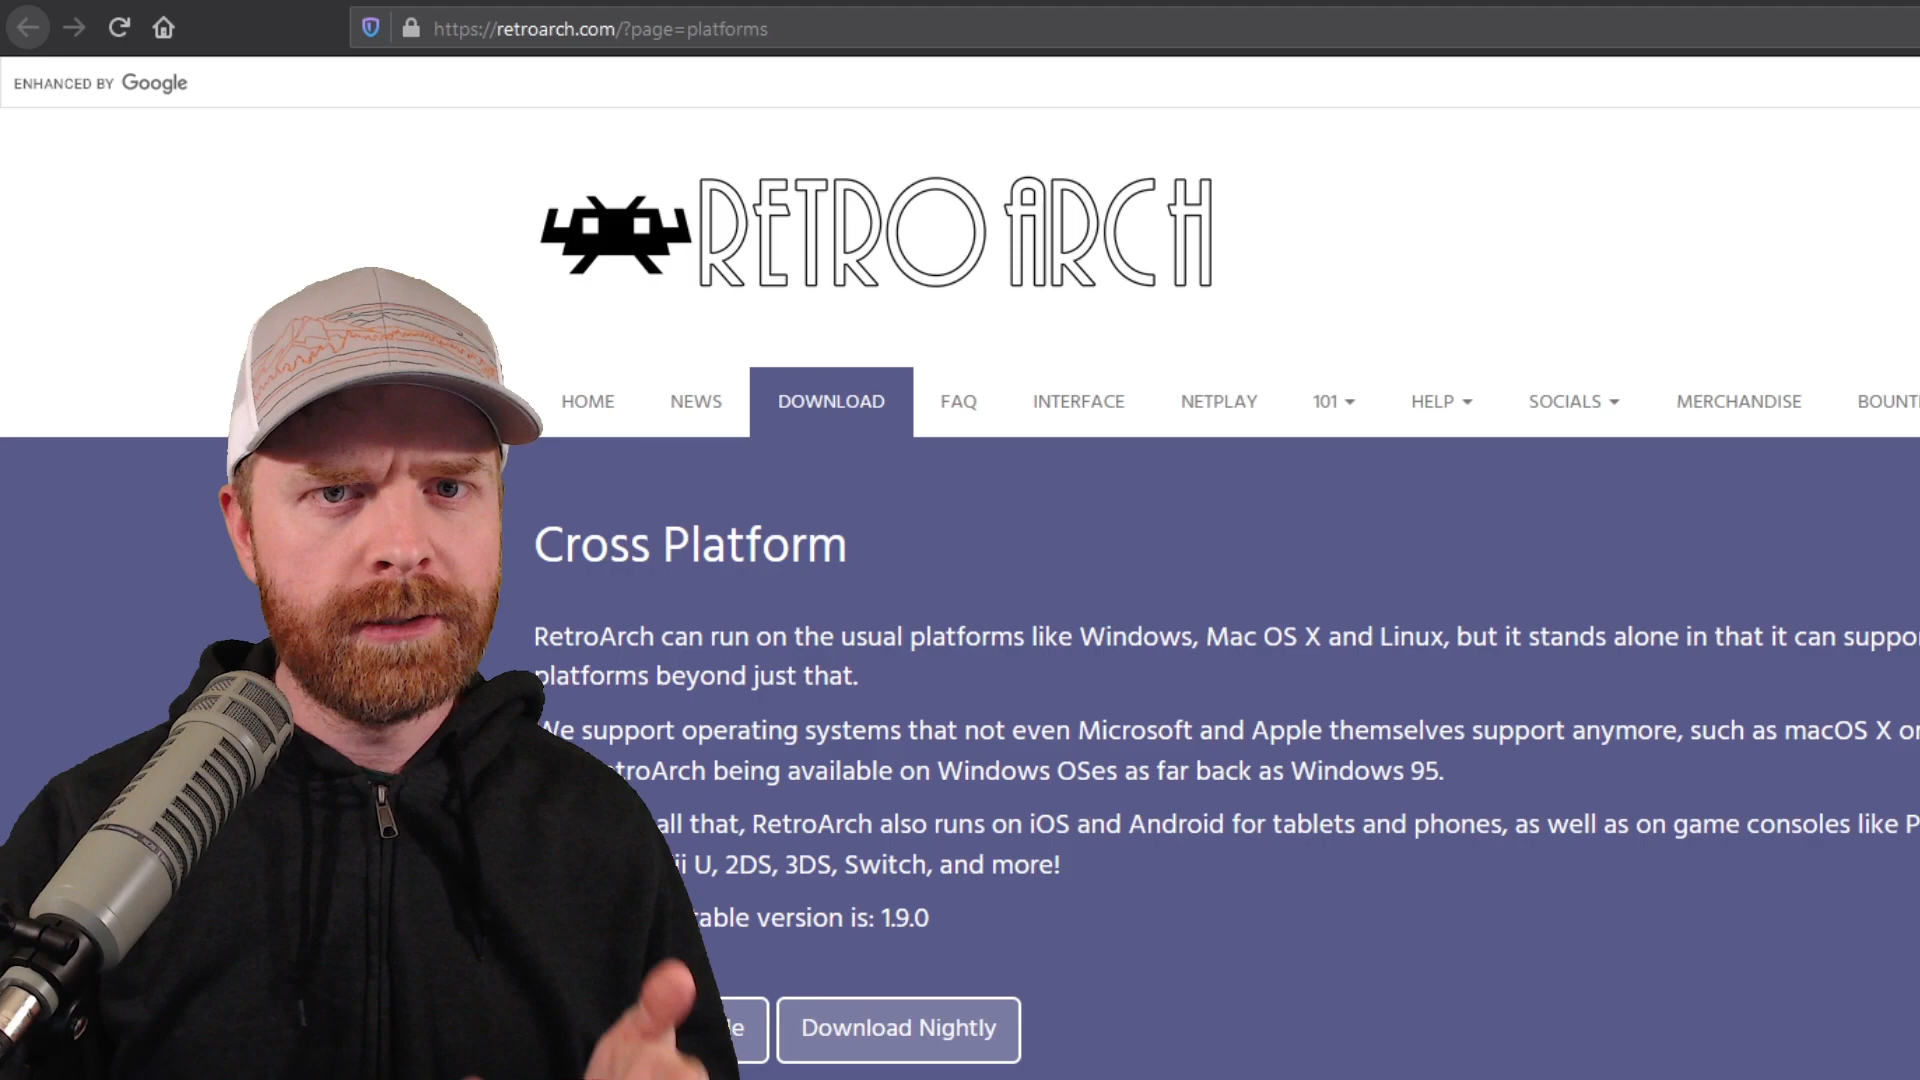 https://retroarch.com/?page=platforms
ENHANCED BY Google
RETROARCH
HOME NEWS DOWNLOAD FAQ INTERFACE NETPLAY 101 HELP SOCIALS MERCHANDISE
Cross Platform
RetroArch can run on the usual platforms like Windows, Mac OS X and Linux, but it stands alone in that it can
platforms beyond just that.
We support operating systems that not even Microsoft and Apple themselves support anymore, such as macOS X
being available on Windows OSes as far back as Windows 95.
all that, RetroArch also runs on iOS and Android for tablets and phones, as well as on game consoles like
U, 2DS, 3DS, Switch, and more!
version is: 1.9.0
Download Nightly